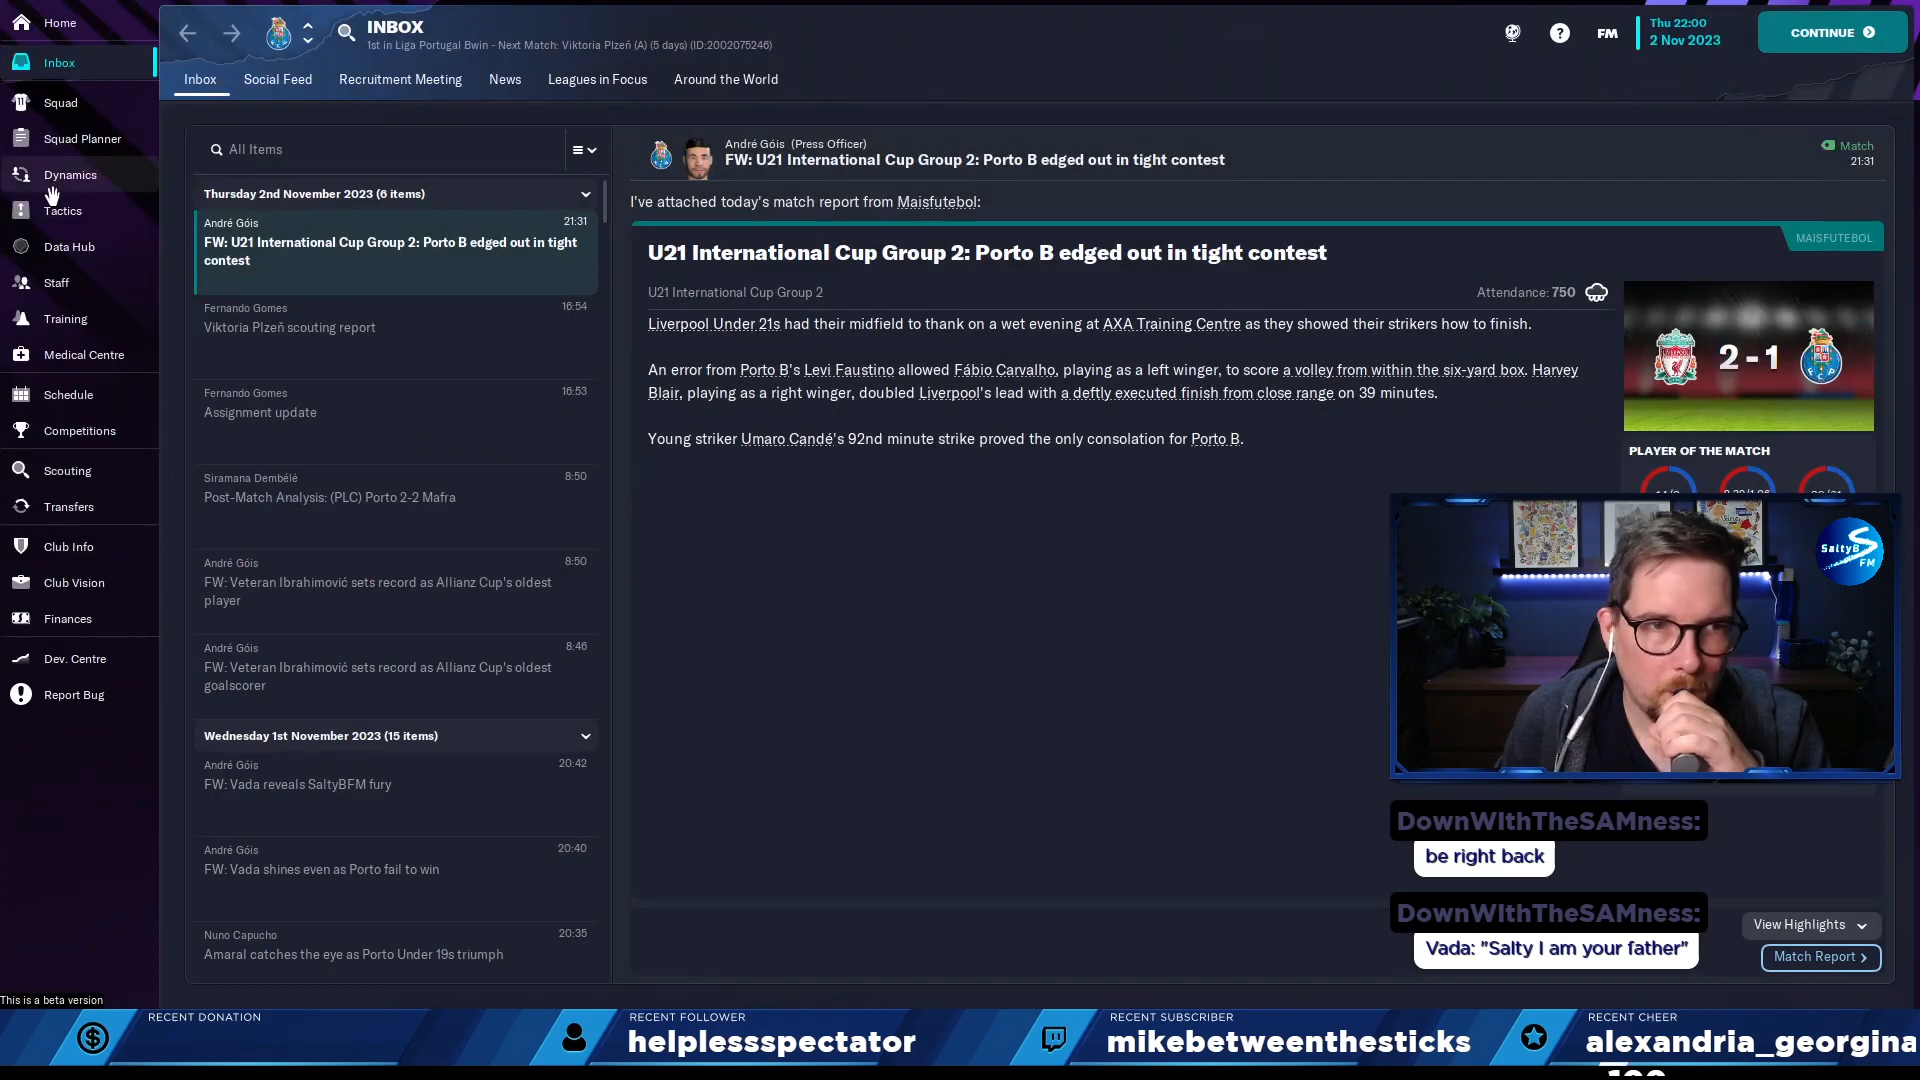 Home
Inbox
Squad
Squad Planner
Dynamics
Tactics
Data Hub
Staff
Training
Medical Centre
Schedule
Competitions
Scouting
Transfers
Club Info
Club Vision
Finances
Dev. Centre
Report Bug
This is a beta version
INBOX
1st in Liga Portugal Bwin - Next Match: Viktoria Plzeň (A) (5 days) (ID:2002075246)
FM
Thu 22:00
2 Nov 2023
CONTINUE
Inbox Social Feed Recruitment Meeting News Leagues in Focus Around the World
All Items
Thursday 2nd November 2023 (6 items)
André Góis 21:31
FW: U21 International Cup Group 2: Porto B edged out in tight
contest
Fernando Gomes 16:54
Viktoria Plzeň scouting report
Fernando Gomes 16:53
Assignment update
Siramana Dembélé 8:50
Post-Match Analysis: (PLC) Porto 2-2 Mafra
André Góis 8:50
FW: Veteran Ibrahimović sets record as Allianz Cup's oldest
player
André Góis 8:46
FW: Veteran Ibrahimović sets record as Allianz Cup's oldest
goalscorer
Wednesday 1st November 2023 (15 items)
André Góis 20:42
FW: Vada reveals SaltyBFM fury
André Góis 20:40
FW: Vada shines even as Porto fail to win
Nuno Capucho 20:35
Amaral catches the eye as Porto Under 19s triumph
André Góis (Press Officer)
FW: U21 International Cup Group 2: Porto B edged out in tight contest
Match
21:31
I've attached today's match report from Maisfutebol:
MAISFUTEBOL
U21 International Cup Group 2: Porto B edged out in tight contest
U21 International Cup Group 2
Attendance: 750
Liverpool Under 21s had their midfield to thank on a wet evening at AXA Training Centre as they showed their strikers how to finish.
An error from Porto B's Levi Faustino allowed Fábio Carvalho, playing as a left winger, to score a volley from within the six-yard box. Harvey
Blair, playing as a right winger, doubled Liverpool's lead with a deftly executed finish from close range on 39 minutes.
Young striker Umaro Candé's 92nd minute strike proved the only consolation for Porto B.
2 - 1
PLAYER OF THE MATCH
SaltyB
FM
DownWIthTheSAMness:
be right back
DownWIthTheSAMness:
Vada: "Salty I am your father"
View Highlights
Match Report
RECENT DONATION
RECENT FOLLOWER
helplessspectator
RECENT SUBSCRIBER
mikebetweenthesticks
RECENT CHEER
alexandria_georgina